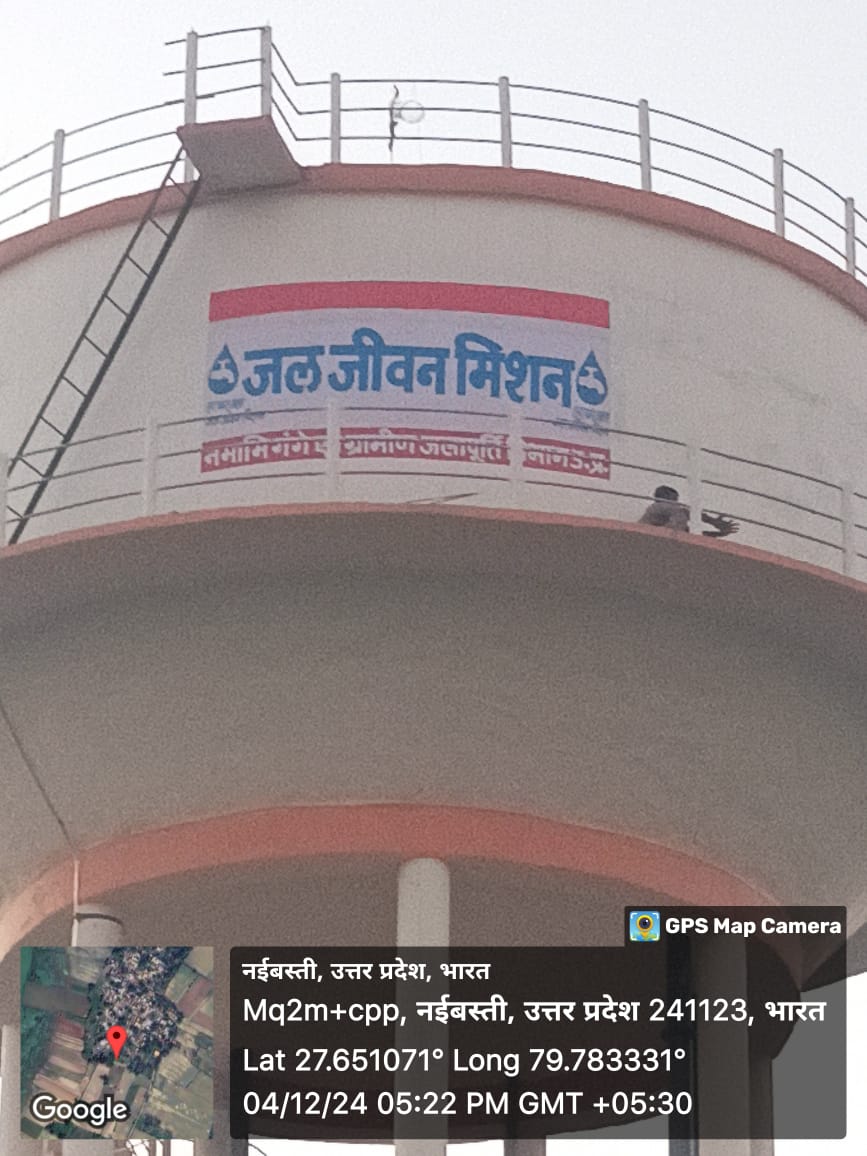 जल जीवन मिशन
नमामि गंगे ग्रामीण जलापूर्ति उ.प्र.
GPS Map Camera
नईबस्ती, उत्तर प्रदेश, भारत
Mq2m+cpp, नईबस्ती, उत्तर प्रदेश 241123, भारत
Lat 27.651071° Long 79.783331°
04/12/24 05:22 PM GMT +05:30
Google